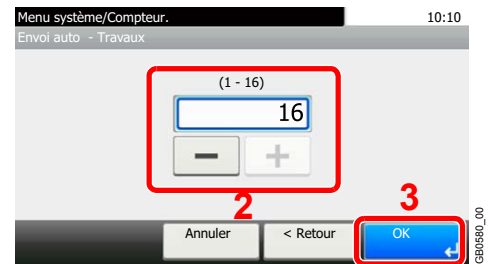 Menu système/Compteur.
10:10
Envoi auto - Travaux
(1 - 16)
16
2
3
Annuler
< Retour
OK
GB0580_00